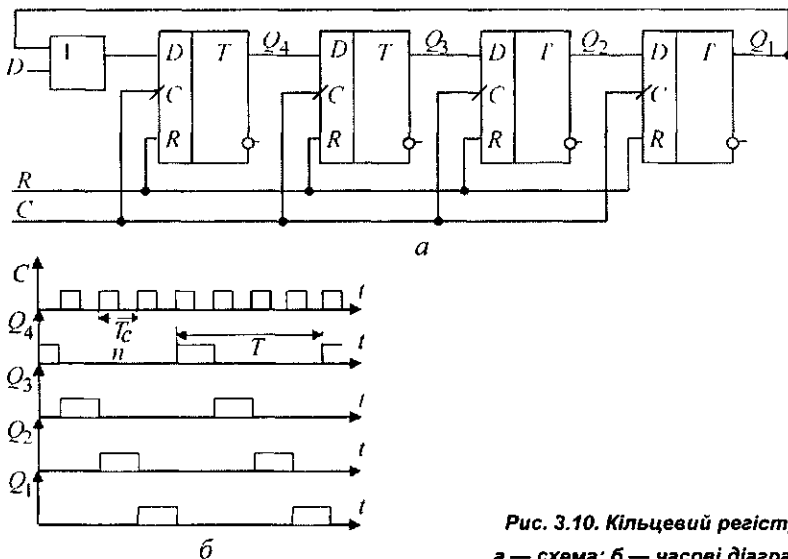 1 D T Q₄ D T Q₃ D T Q₂ D T Q₁
D
C C C C
R R R R
R
C
а
C t
Q₄ Tc t
n T
Q₃ t
Q₂ t
Q₁ t
б
Рис. 3.10. Кільцевий регіст
а — схема; б — часові діагра